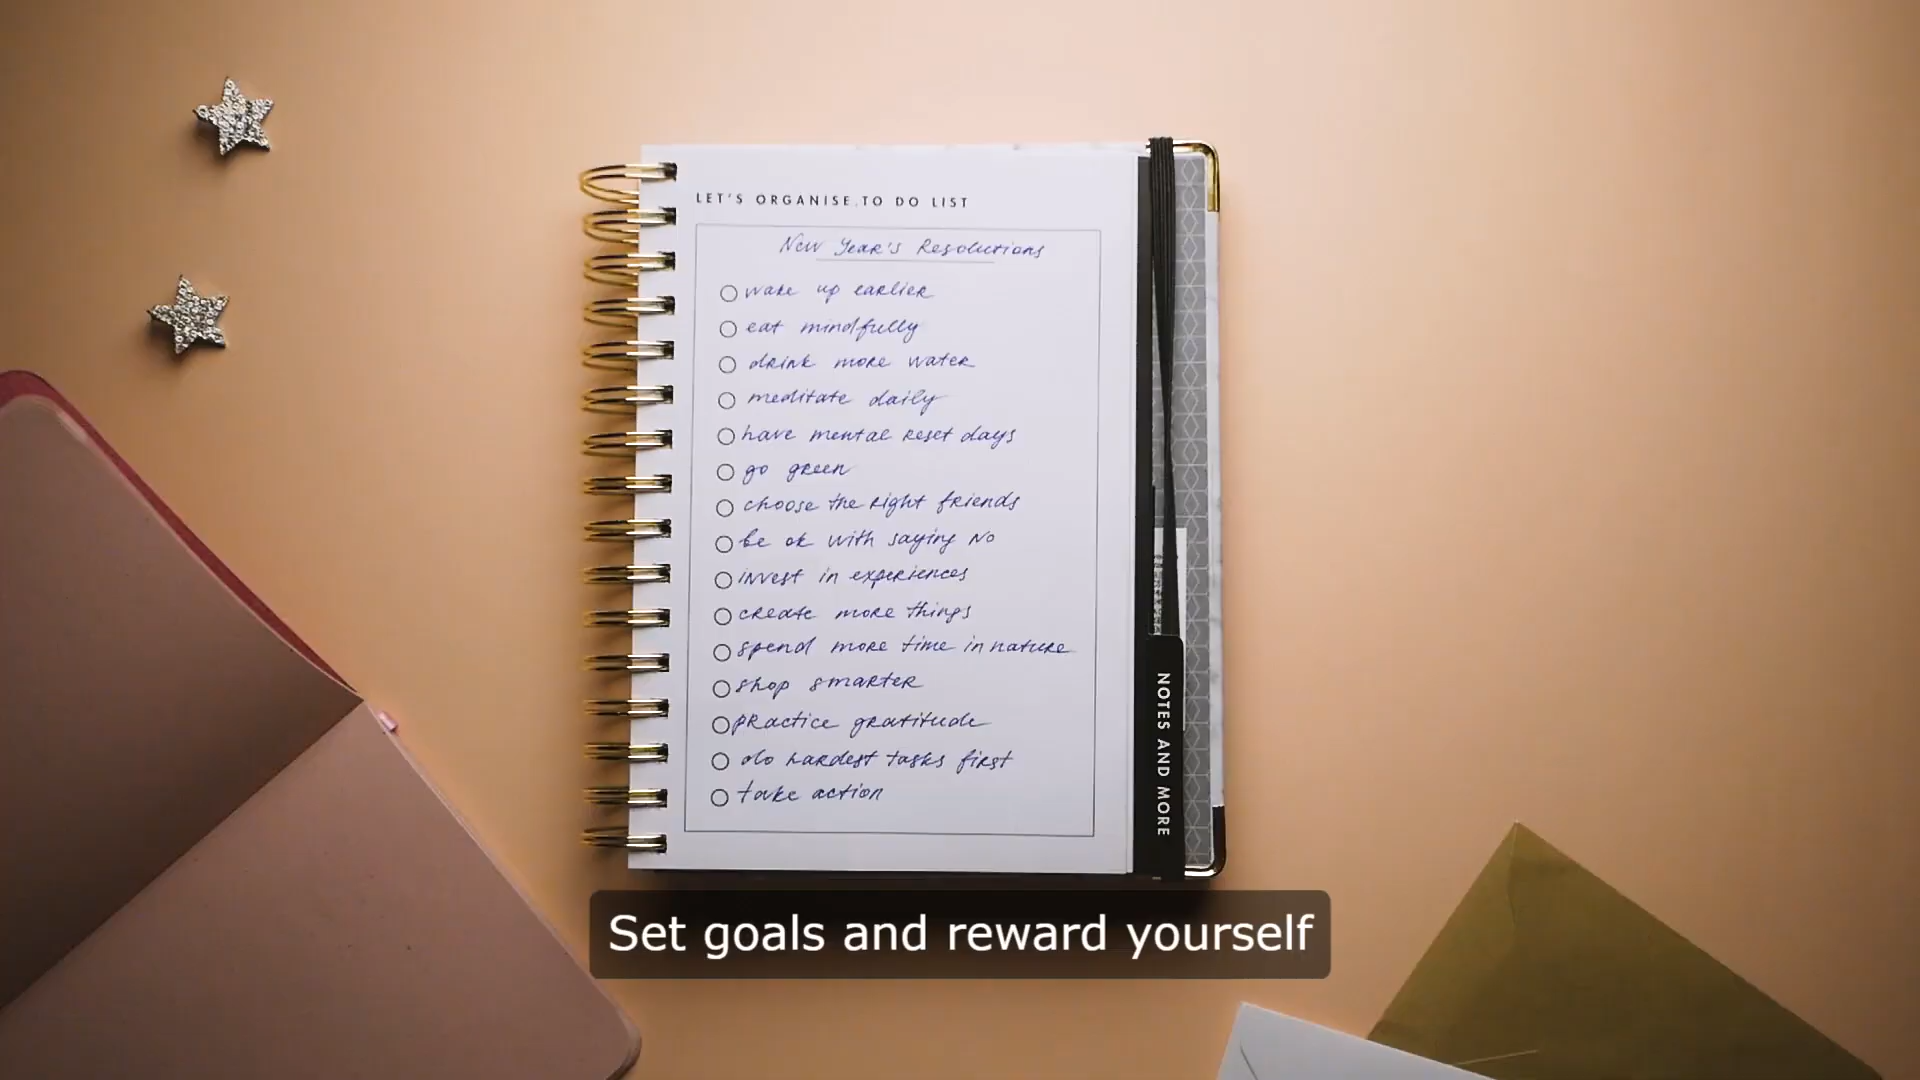 LET'S ORGANISE. TO DO LIST
New Year's Resolutions
wake up earlier
eat mindfully
drink more water
meditate daily
have mental reset days
go green
choose the right friends
be ok with saying No
invest in experiences
create more things
spend more time in nature
shop smarter
practice gratitude
do hardest tasks first
take action
NOTES AND MORE
Set goals and reward yourself